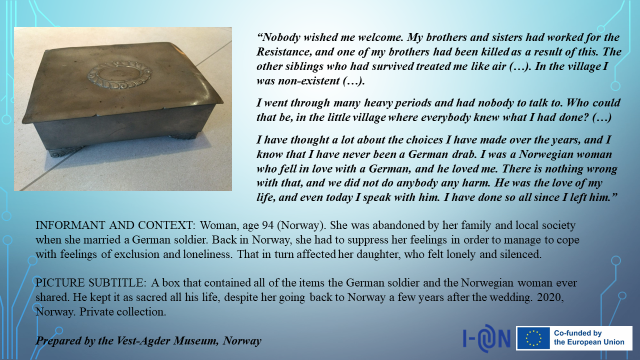 “Nobody wished me welcome. My brothers and sisters had worked for the
Resistance, and one of my brothers had been killed as a result of this. The
other siblings who had survived treated me like air (…). In the village I
was non-existent (…).
I went through many heavy periods and had nobody to talk to. Who could
that be, in the little village where everybody knew what I had done? (…)
I have thought a lot about the choices I have made over the years, and I
know that I have never been a German drab. I was a Norwegian woman
who fell in love with a German, and he loved me. There is nothing wrong
with that, and we did not do anybody any harm. He was the love of my
life, and even today I speak with him. I have done so all since I left him.”
INFORMANT AND CONTEXT: Woman, age 94 (Norway). She was abandoned by her family and local society
when she married a German soldier. Back in Norway, she had to suppress her feelings in order to manage to cope
with feelings of exclusion and loneliness. That in turn affected her daughter, who felt lonely and silenced.
PICTURE SUBTITLE: A box that contained all of the items the German soldier and the Norwegian woman ever
shared. He kept it as sacred all his life, despite her going back to Norway a few years after the wedding. 2020,
Norway. Private collection.
Prepared by the Vest-Agder Museum, Norway
I-ON
Co-funded by
the European Union